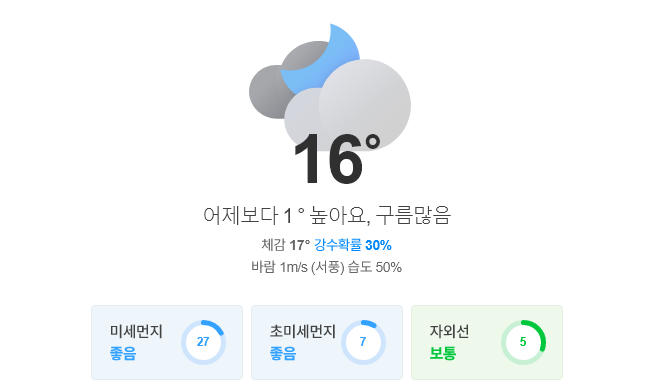 16°
어제보다 1 ° 높아요, 구름많음
체감 17° 강수확률 30%
바람 1m/s (서풍) 습도 50%
미세먼지
좋음
27
초미세먼지
좋음
7
자외선
보통
5